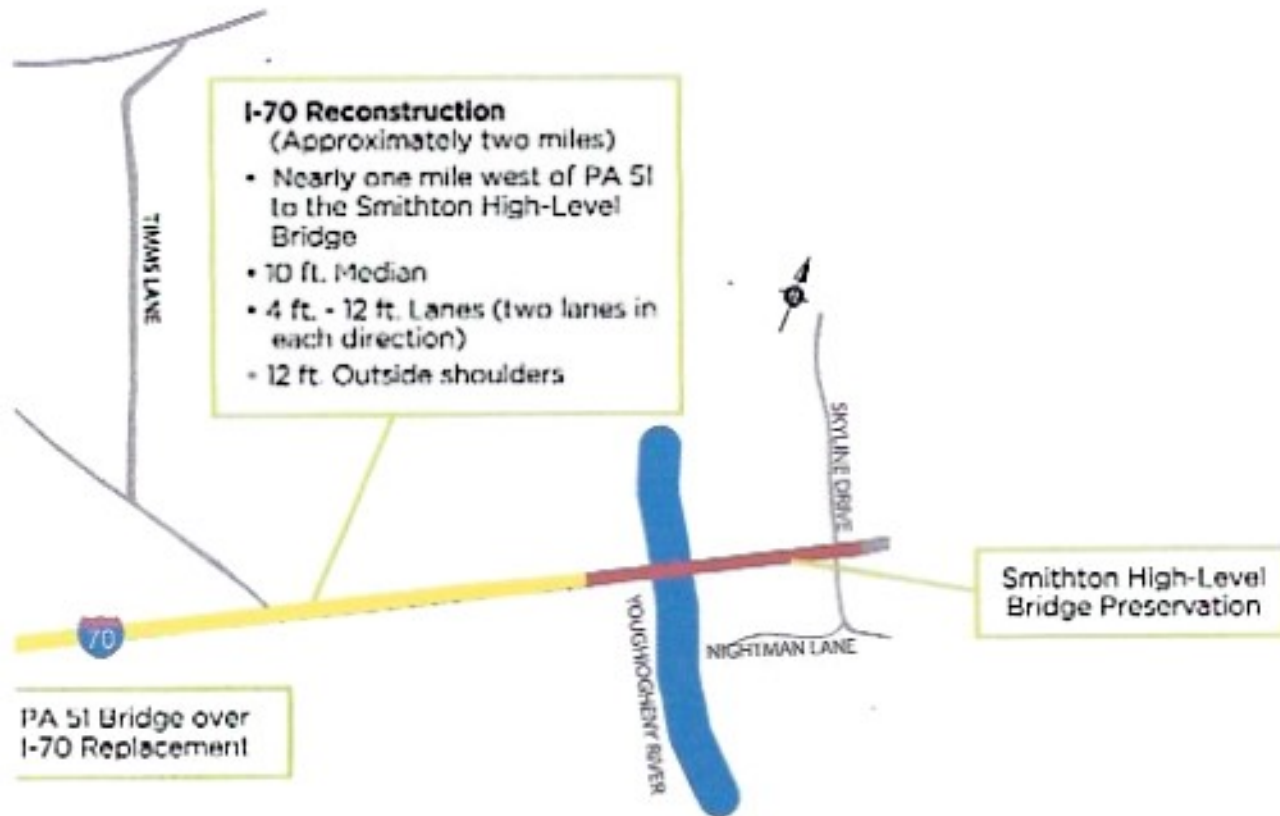 I-70 Reconstruction
(Approximately two miles)
• Nearly one mile west of PA 51
to the Smithton High-Level
Bridge
• 10 ft. Median
• 4 ft. - 12 ft. Lanes (two lanes in
each direction)
• 12 ft. Outside shoulders
TIMMS LANE
SKYLINE DRIVE
Smithton High-Level
Bridge Preservation
70
YOUGHIOGHENY RIVER
NIGHTMAN LANE
PA 51 Bridge over
I-70 Replacement